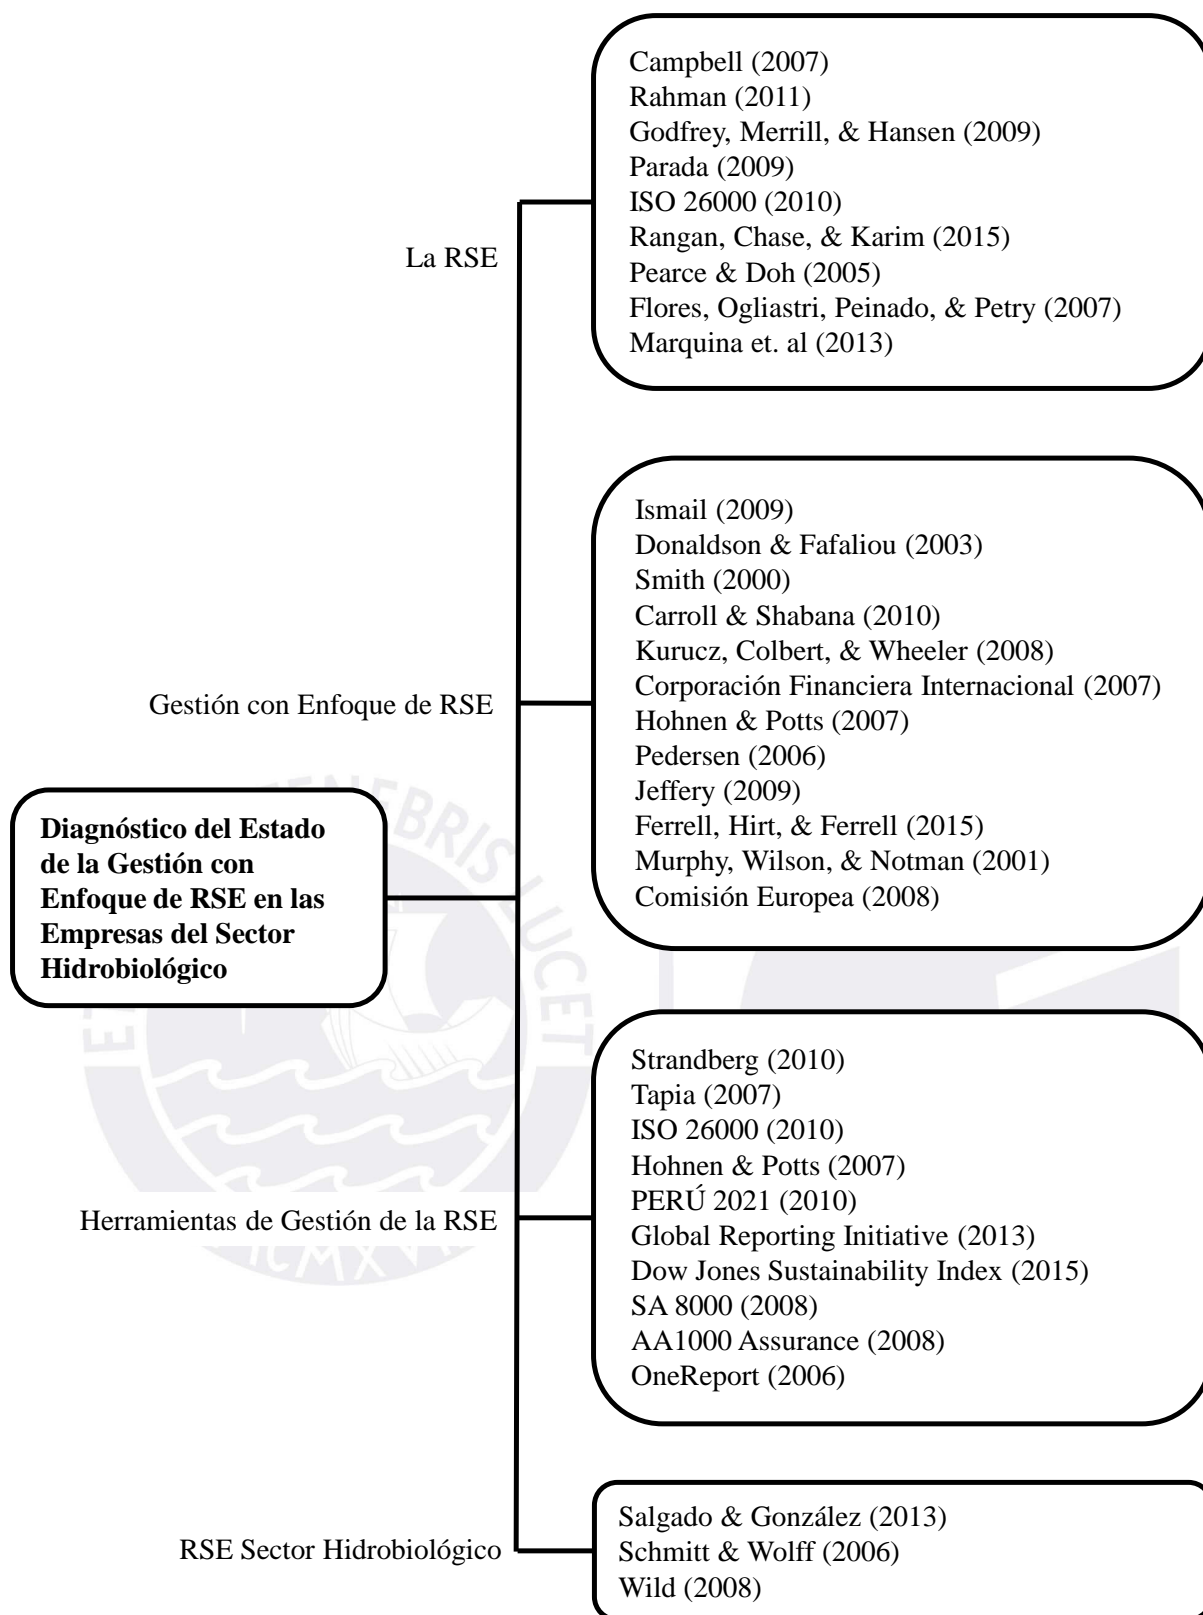 La RSE
Campbell (2007)
Rahman (2011)
Godfrey, Merrill, & Hansen (2009)
Parada (2009)
ISO 26000 (2010)
Rangan, Chase, & Karim (2015)
Pearce & Doh (2005)
Flores, Ogliastri, Peinado, & Petry (2007)
Marquina et. al (2013)
Gestión con Enfoque de RSE
Ismail (2009)
Donaldson & Fafaliou (2003)
Smith (2000)
Carroll & Shabana (2010)
Kurucz, Colbert, & Wheeler (2008)
Corporación Financiera Internacional (2007)
Hohnen & Potts (2007)
Pedersen (2006)
Jeffery (2009)
Ferrell, Hirt, & Ferrell (2015)
Murphy, Wilson, & Notman (2001)
Comisión Europea (2008)
Diagnóstico del Estado
de la Gestión con
Enfoque de RSE en las
Empresas del Sector
Hidrobiológico
Herramientas de Gestión de la RSE
Strandberg (2010)
Tapia (2007)
ISO 26000 (2010)
Hohnen & Potts (2007)
PERÚ 2021 (2010)
Global Reporting Initiative (2013)
Dow Jones Sustainability Index (2015)
SA 8000 (2008)
AA1000 Assurance (2008)
OneReport (2006)
RSE Sector Hidrobiológico
Salgado & González (2013)
Schmitt & Wolff (2006)
Wild (2008)